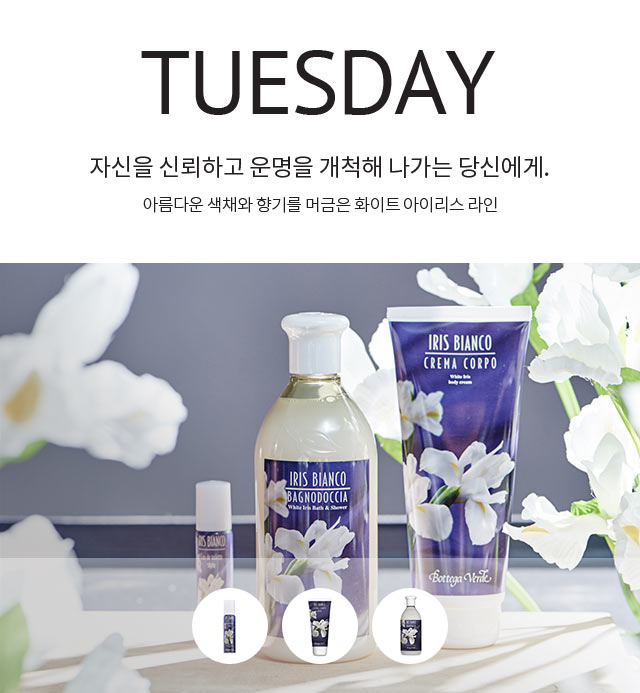 TUESDAY
자신을 신뢰하고 운명을 개척해 나가는 당신에게.
아름다운 색채와 향기를 머금은 화이트 아이리스 라인
IRIS BIANCO
CREMA CORPO
White Iris
body cream
Bottega Verde
IRIS BIANCO
BAGNODOCCIA
White Iris Bath & Shower
IRIS BIANCO
Eau de toilette